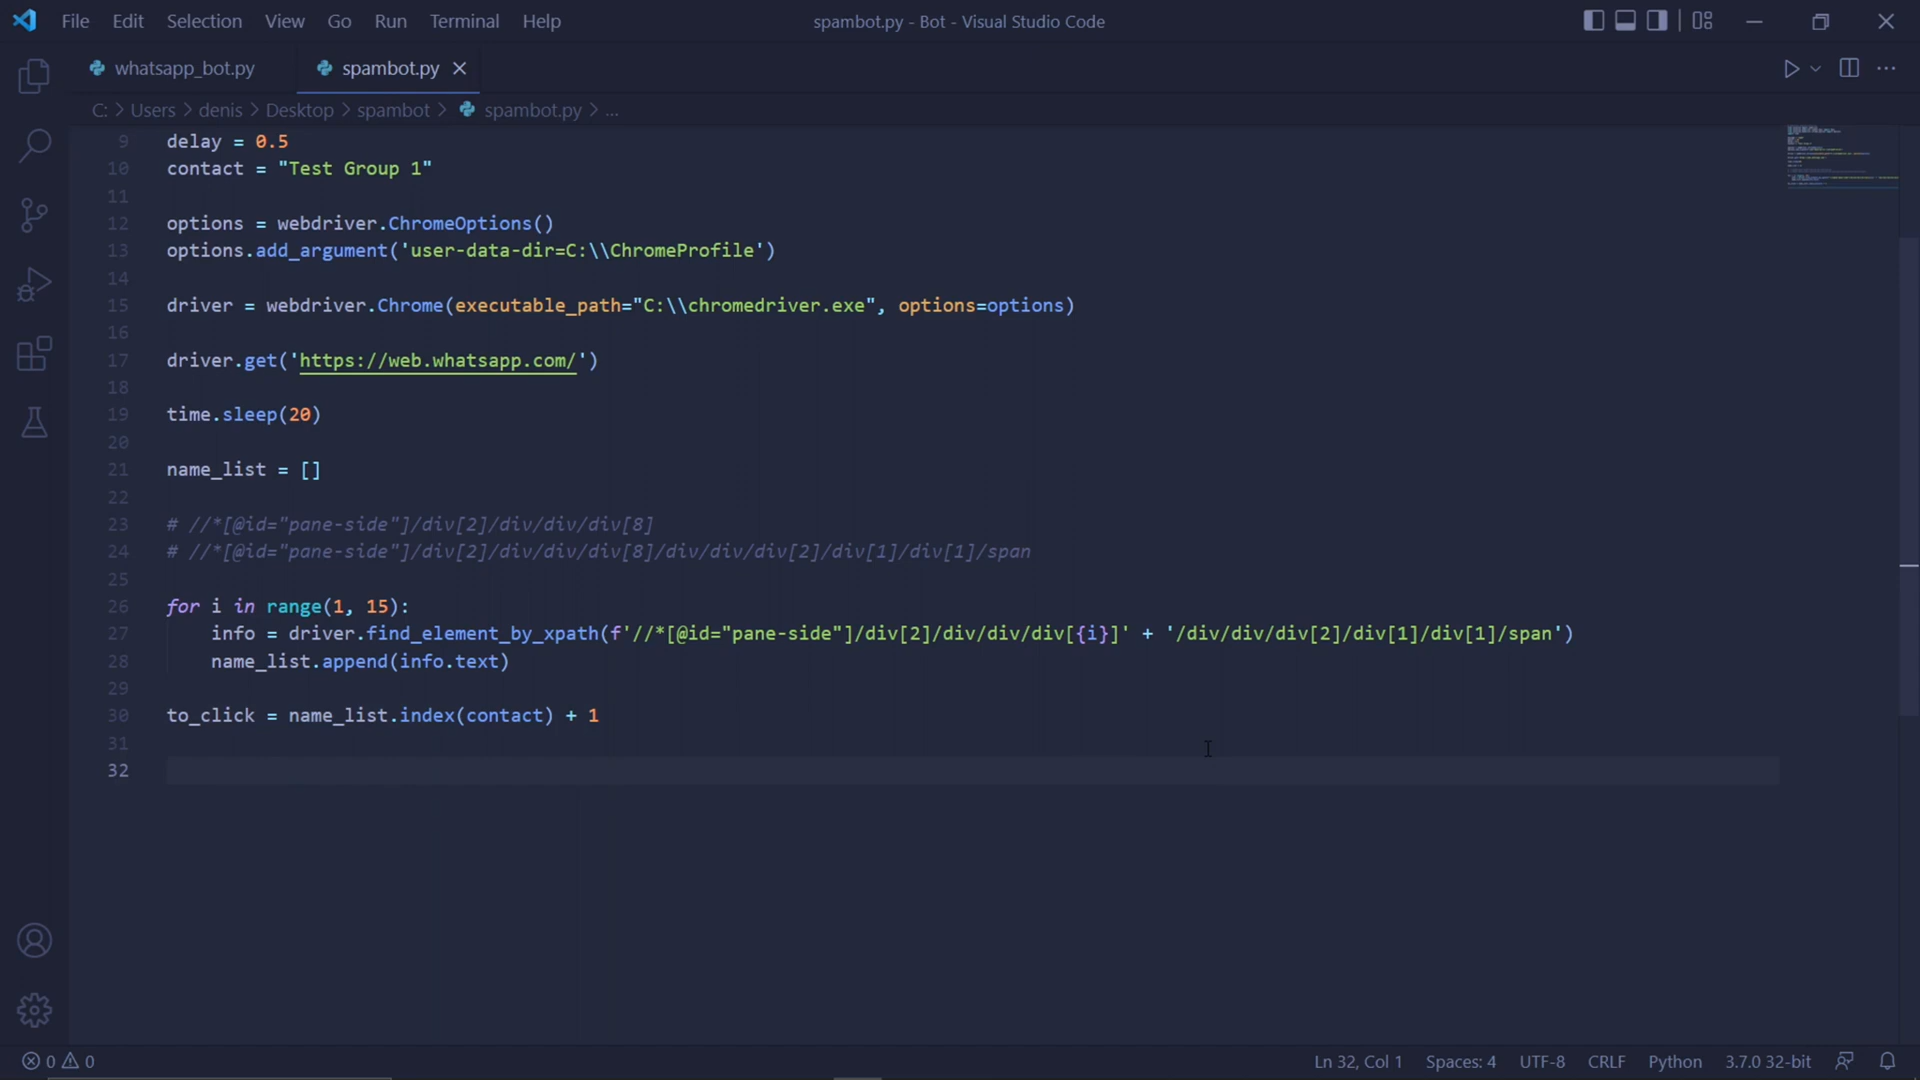 File Edit Selection View Go Run Terminal Help
spambot.py - Bot - Visual Studio Code
whatsapp_bot.py
spambot.py
C: > Users > denis > Desktop > spambot > spambot.py > ...
9 delay = 0.5
10 contact = "Test Group 1"
11
12 options = webdriver.ChromeOptions()
13 options.add_argument('user-data-dir=C:\\ChromeProfile')
14
15 driver = webdriver.Chrome(executable_path="C:\\chromedriver.exe", options=options)
16
17 driver.get('https://web.whatsapp.com/')
18
19 time.sleep(20)
20
21 name_list = []
22
23 # //*[@id="pane-side"]/div[2]/div/div/div[8]
24 # //*[@id="pane-side"]/div[2]/div/div/div[8]/div/div/div[2]/div[1]/div[1]/span
25
26 for i in range(1, 15):
27 info = driver.find_element_by_xpath(f'//*[@id="pane-side"]/div[2]/div/div/div[{i}]' + '/div/div/div[2]/div[1]/div[1]/span')
28 name_list.append(info.text)
29
30 to_click = name_list.index(contact) + 1
31
32
0 0
Ln 32, Col 1 Spaces: 4 UTF-8 CRLF Python 3.7.0 32-bit